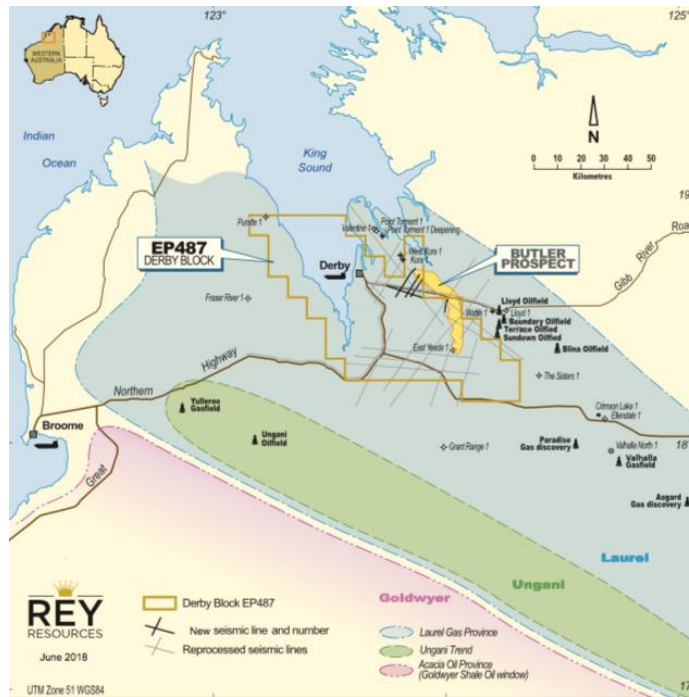 123°
125°
WESTERN
AUSTRALIA
Indian
Ocean
King
Sound
N
0 10 20 30 40 50
Kilometres
19
Puratte 1
Point Torment 1
Valentine 1
Point Torment 1 Deepening
EP487
DERBY BLOCK
West Kora 1
Kora
BUTLER
PROSPECT
Gibb River Roa
Derby
Fraser River 1
Wattle 1
Lloyd 1
Lloyd Oilfield
Boundary Oilfield
Terrace Oilfied
Sundown Oilfied
Blina Oilfield
East Yeeda 1
The Sisters 1
Great Northern Highway
Yulleroo
Gasfield
Crimson Lake 1
Ellendale 1
Broome
Ungani
Oilfield
Grant Range 1
Paradise
Gas discovery
Valhalla North 1
Valhalla
Gasfield
18°
Asgard
Gas discovery
Laurel
Ungani
Goldwyer
REY
RESOURCES
June 2018
Derby Block EP487
New seismic line and number
Reprocessed seismic lines
Laurel Gas Province
Ungani Trend
Acacia Oil Province
(Goldwyer Shale Oil window)
UTM Zone 51 WGS84
17